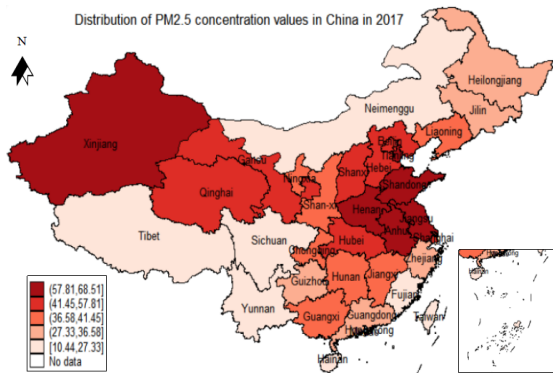 Distribution of PM2.5 concentration values in China in 2017
N
Heilongjiang
Neimenggu
Jilin
Xinjiang
Liaoning
Gansu
Hebei
Shanxi
Ningxia
Qinghai
Shandong
Shan-xi
Henan
Jiangsu
Tibet
Anhui
Shanghai
Sichuan
Hubei
Chongqing
Zhejiang
Hunan
Jiangxi
Guizhou
Fujian
Yunnan
Guangxi
Guangdong
Taiwan
Hainan
Hainan
(57.81,68.51]
(41.45,57.81]
(36.58,41.45]
(27.33,36.58]
[10.44,27.33]
No data